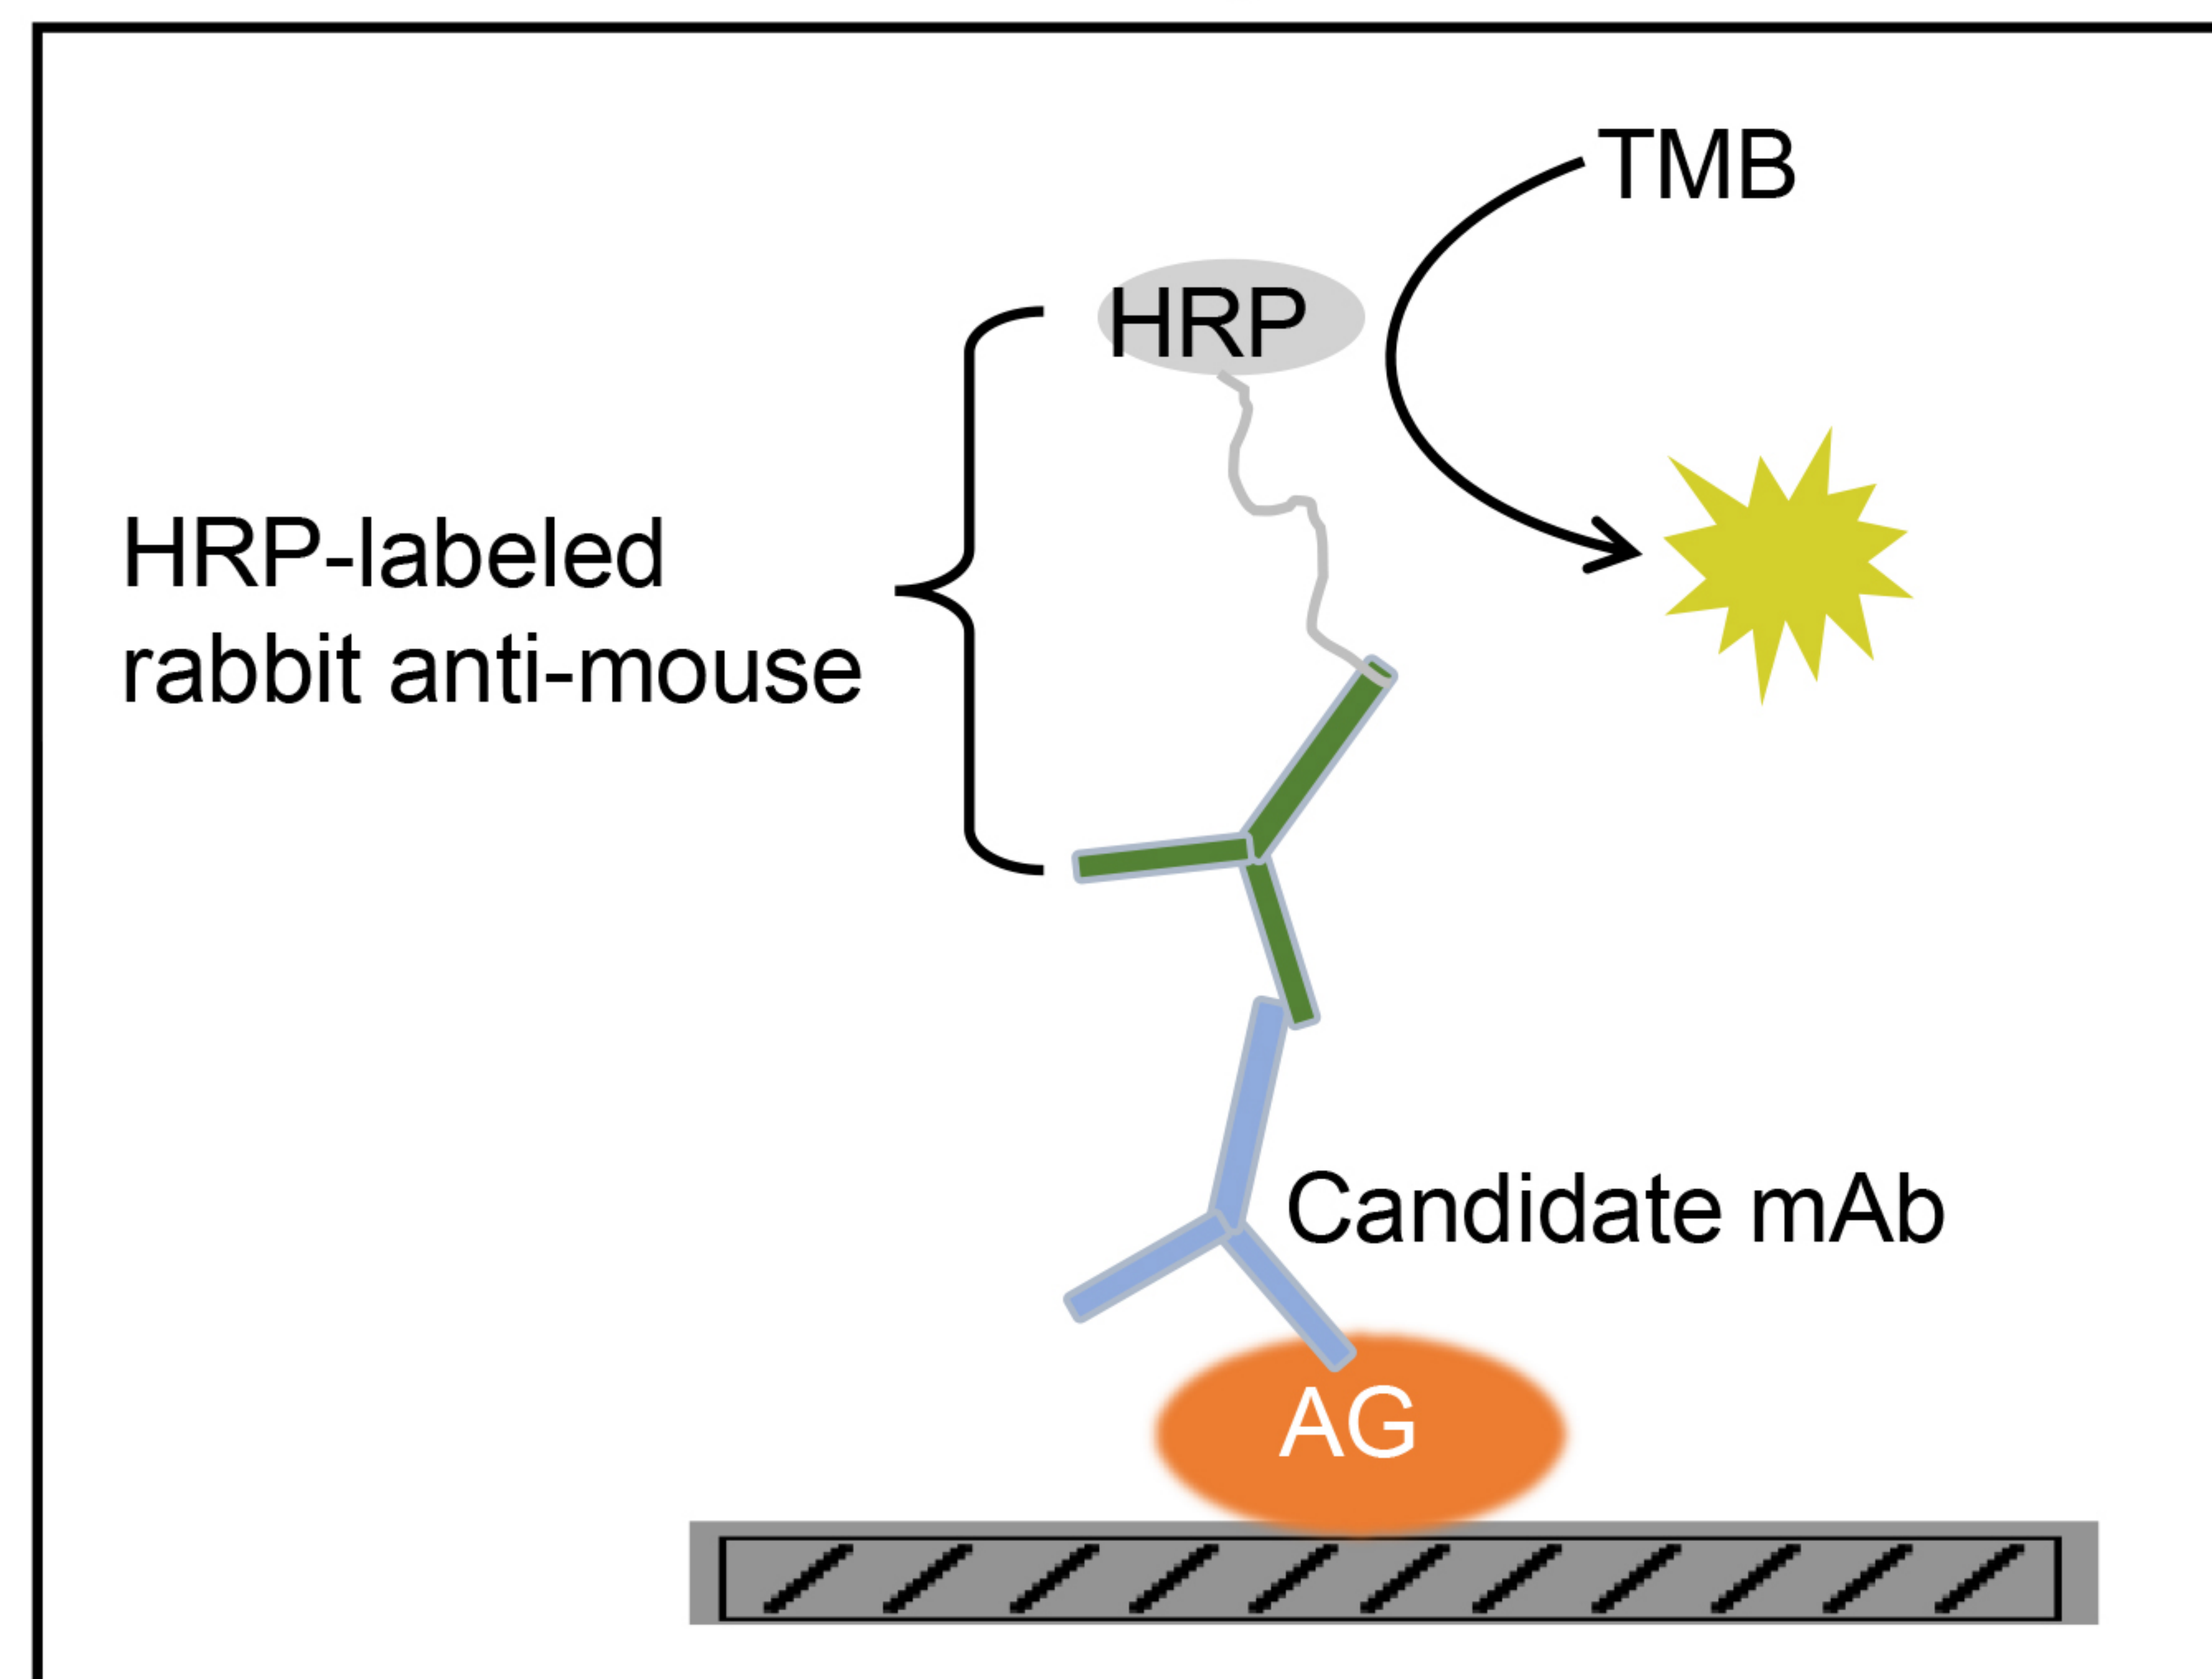 TMB
HRP
HRP-labeled
rabbit anti-mouse
Candidate mAb
AG